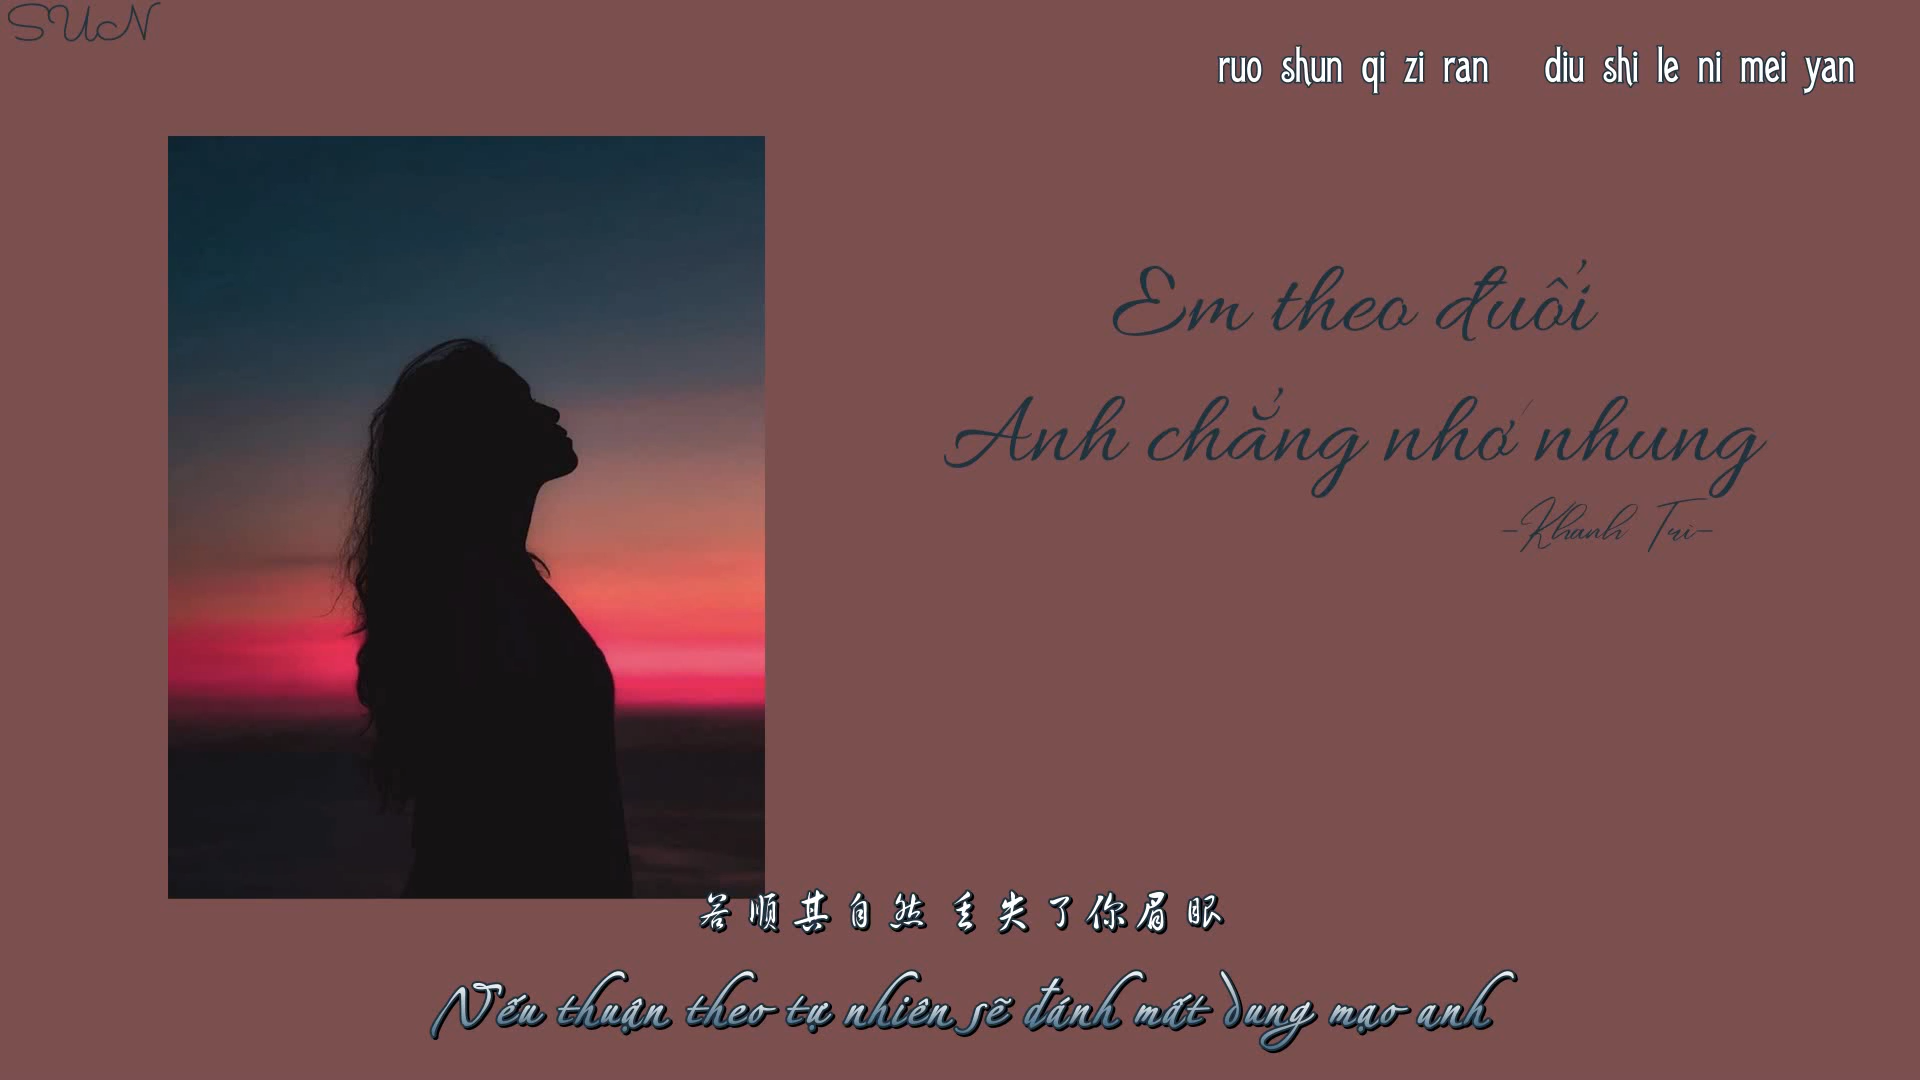 SUN
ruo shun qi zi ran diu shi le ni mei yan
Em theo đuổi
Anh chẳng nhớ nhung
-Khanh Tri-
若顺其自然 丢失了你眉眼
Nếu thuận theo tự nhiên sẽ đánh mất dung mạo anh